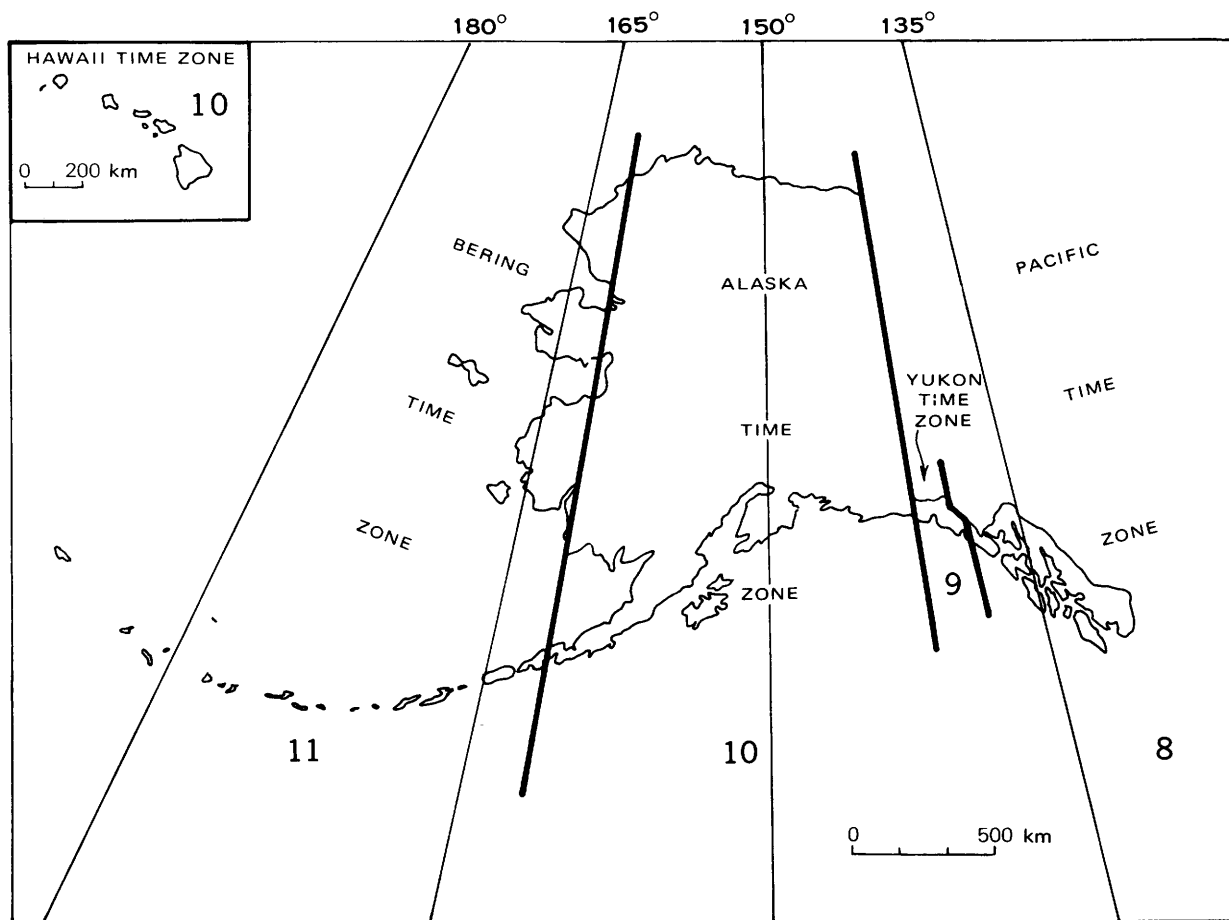 180° 165° 150° 135°
HAWAII TIME ZONE
10
0 200 km
BERING
TIME
ZONE
ALASKA
TIME
ZONE
PACIFIC
TIME
ZONE
YUKON
TIME
ZONE
9
11
10
8
0 500 km